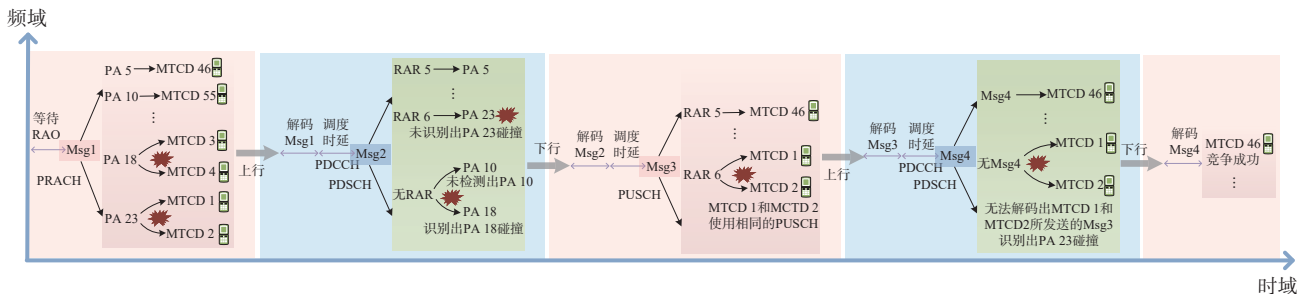 频域
等待
RAO
Msg1
PRACH
PA 5
MTCD 46
PA 10
MTCD 55
⋮
PA 18
MTCD 3
MTCD 4
PA 23
MTCD 1
MTCD 2
上行
解码
Msg1
调度
时延
PDCCH
Msg2
PDSCH
RAR 5
PA 5
⋮
RAR 6
PA 23
未识别出PA 23碰撞
无RAR
PA 10
未检测出PA 10
PA 18
识别出PA 18碰撞
下行
解码
Msg2
调度
时延
Msg3
PUSCH
RAR 5
MTCD 46
⋮
RAR 6
MTCD 1
MTCD 2
MTCD 1和MCTD 2
使用相同的PUSCH
上行
解码
Msg3
调度
时延
PDCCH
Msg4
PDSCH
Msg4
MTCD 46
⋮
无Msg4
MTCD 1
MTCD 2
无法解码出MTCD 1和
MTCD2所发送的Msg3
识别出PA 23碰撞
下行
解码
Msg4
MTCD 46
竞争成功
⋮
时域